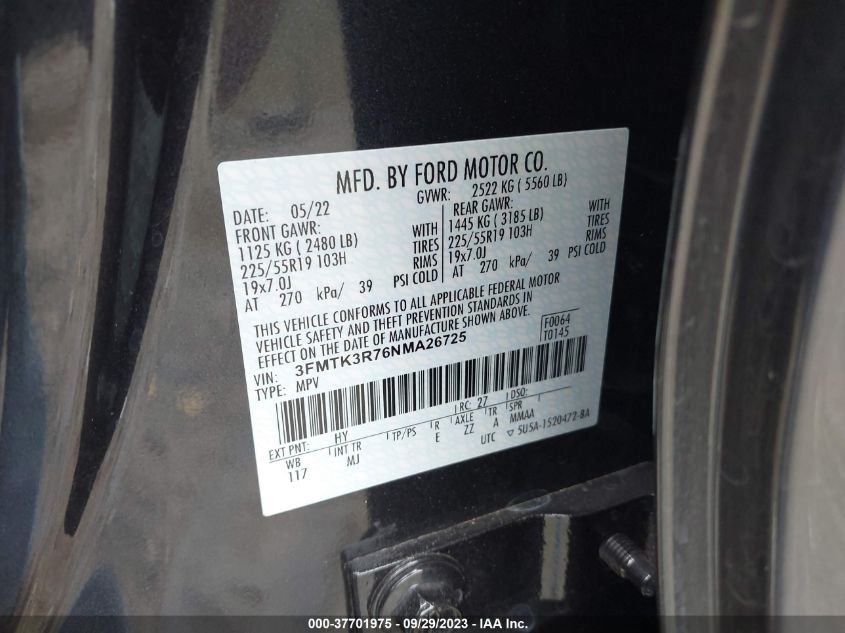 MFD. BY FORD MOTOR CO.
DATE: 05/22 GVWR: 2522 KG ( 5560 LB)
FRONT GAWR: REAR GAWR:
1125 KG ( 2480 LB) WITH 1445 KG ( 3185 LB) WITH
225/55R19 103H TIRES 225/55R19 103H TIRES
19x7.0J RIMS 19x7.0J RIMS
AT 270 kPa/ 39 PSI COLD AT 270 kPa/ 39 PSI COLD
THIS VEHICLE CONFORMS TO ALL APPLICABLE FEDERAL MOTOR
VEHICLE SAFETY AND THEFT PREVENTION STANDARDS IN
EFFECT ON THE DATE OF MANUFACTURE SHOWN ABOVE.
F0064
T0145
VIN: 3FMTK3R76NMA26725
TYPE: MPV
RC: 27 DSO:
EXT PNT: HY TP/PS R AXLE TR SPR
WB INT TR E ZZ A MMAA
117 MJ UTC ▽ 5U5A-1520472-BA
000-37701975 - 09/29/2023 - IAA Inc.